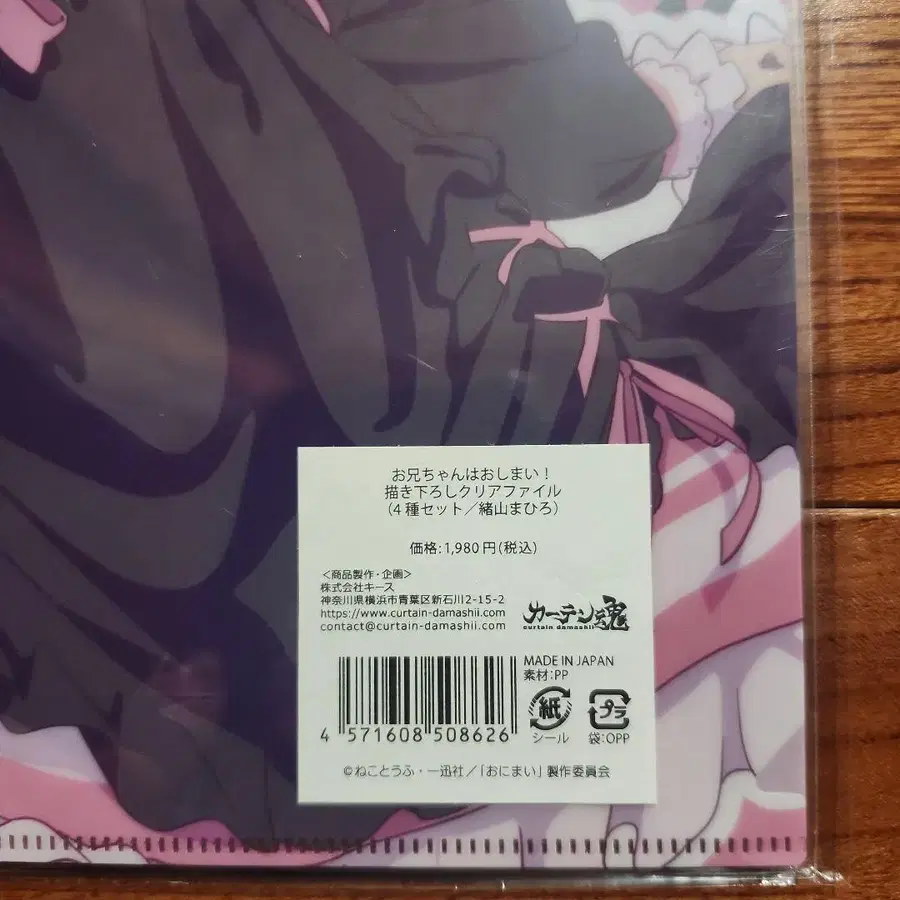 お兄ちゃんはおしまい！
描き下ろしクリアファイル
（4種セット／緒山まひろ）
価格:1,980円(税込)
＜商品製作・企画＞
株式会社キース
神奈川県横浜市青葉区新石川2-15-2
https://www.curtain-damashii.com
contact@curtain-damashii.com
カーテン魂
curtain damashii
MADE IN JAPAN
素材:PP
紙
シール
プラ
袋:OPP
4 571608 508626
©ねことうふ・一迅社／「おにまい」製作委員会